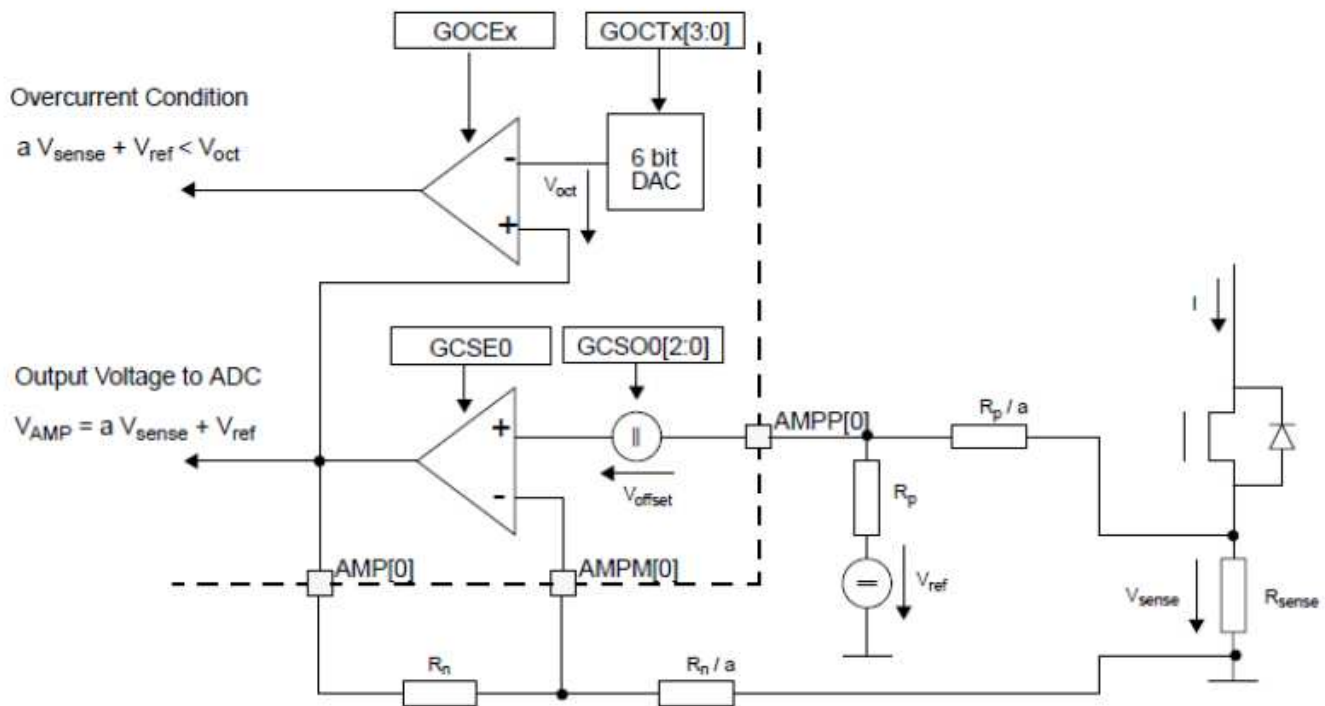 GOCEx
GOCTx[3:0]
Overcurrent Condition
a Vsense + Vref < Voct
-
+
Voct
6 bit
DAC
I
GCSE0
GCSO0[2:0]
Output Voltage to ADC
VAMP = a Vsense + Vref
+
-
||
Voffset
AMPP[0]
Rp / a
Rp
=
Vref
AMP[0]
AMPM[0]
Vsense
Rsense
Rn
Rn / a